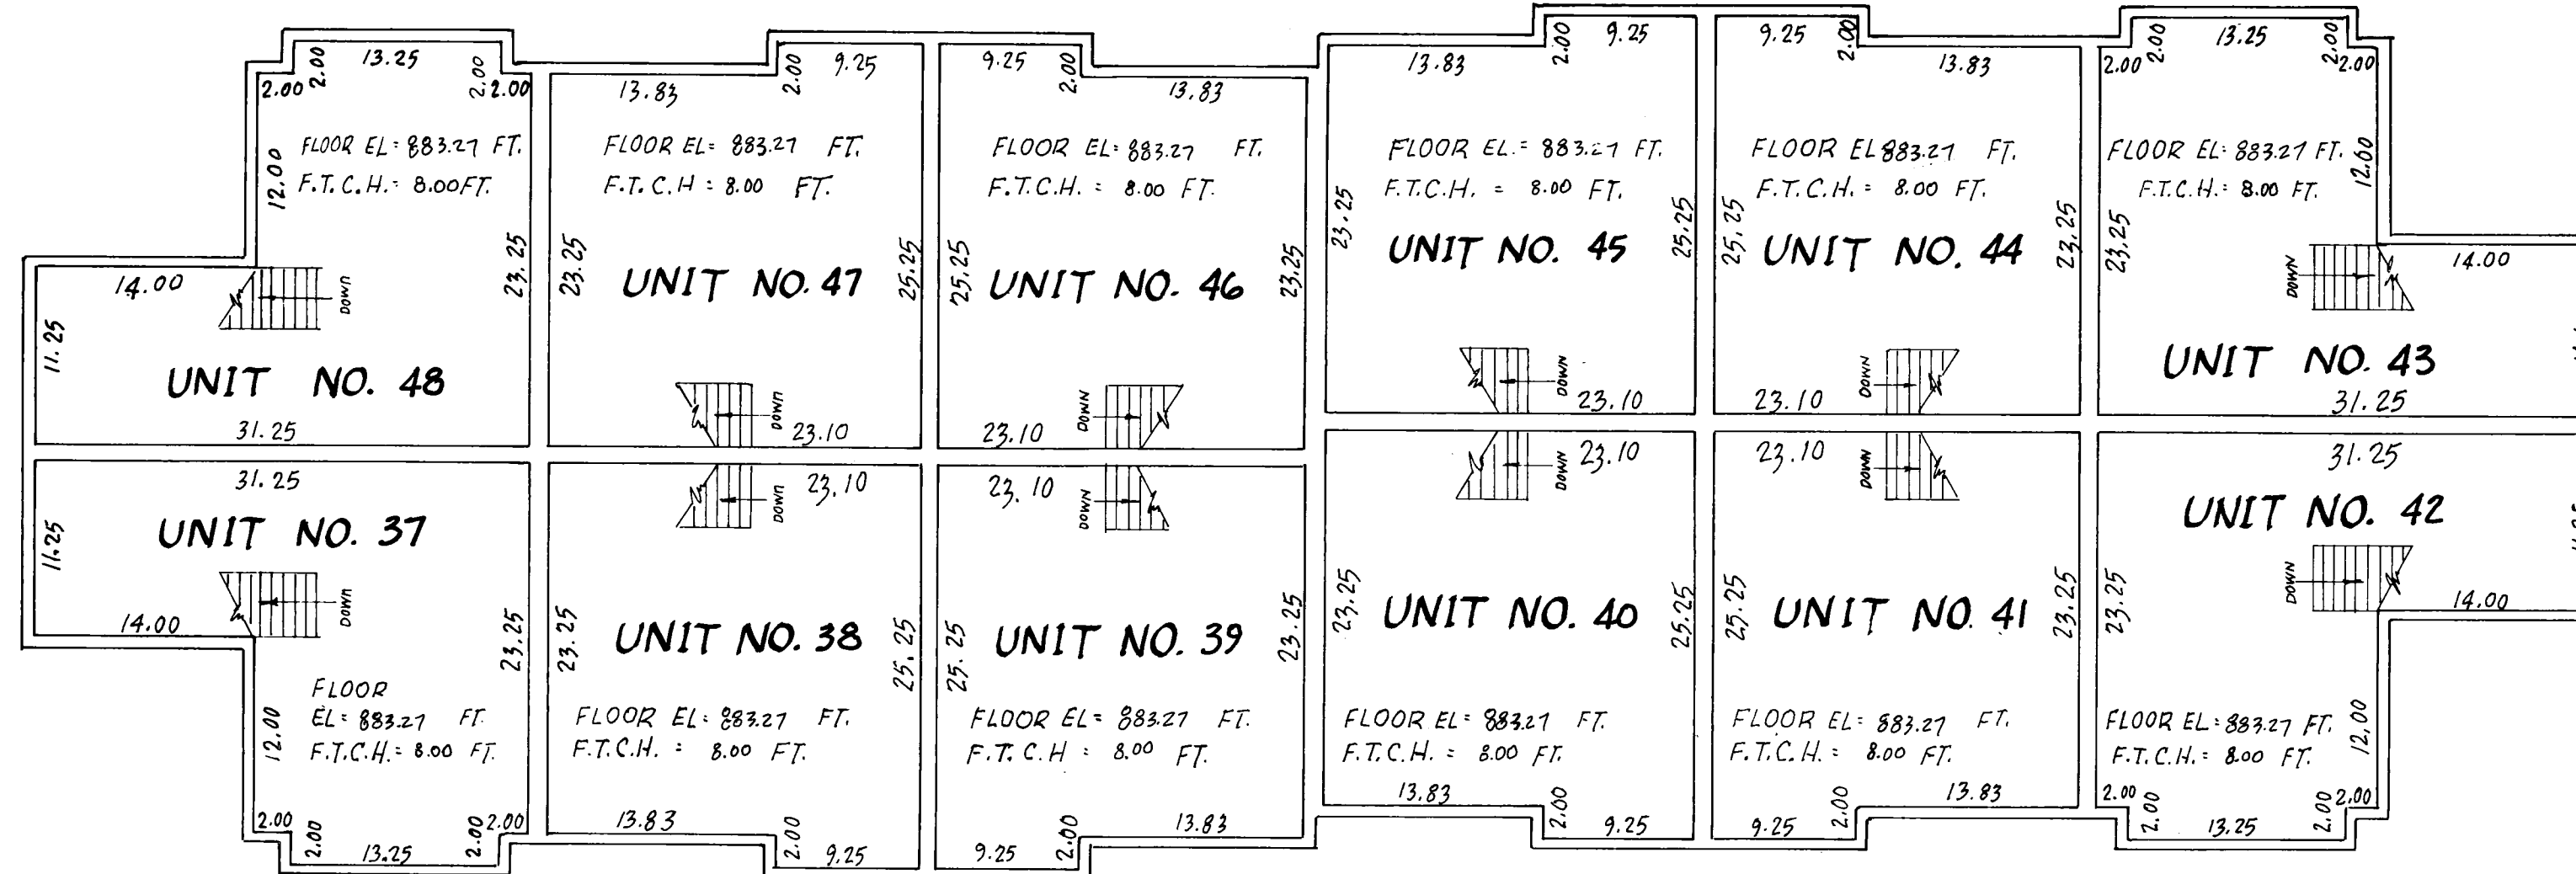 13.25
2.00
2.00
2.00
2.00
12.00
FLOOR EL= 883.27 FT.
F.T.C.H.= 8.00 FT.
23.25
14.00
DOWN
11.25
UNIT NO. 48
31.25
13.83
2.00
9.25
FLOOR EL= 883.27 FT.
F.T.C.H = 8.00 FT.
23.25
25.25
UNIT NO. 47
DOWN
23.10
9.25
2.00
13.83
FLOOR EL= 883.27 FT.
F.T.C.H. = 8.00 FT.
25.25
23.25
UNIT NO. 46
DOWN
23.10
13.83
2.00
9.25
FLOOR EL.= 883.27 FT.
F.T.C.H. = 8.00 FT.
23.25
25.25
UNIT NO. 45
DOWN
23.10
9.25
2.00
13.83
FLOOR EL 883.27 FT.
F.T.C.H. = 8.00 FT.
25.25
23.25
UNIT NO. 44
DOWN
23.10
13.25
2.00
2.00
2.00
2.00
FLOOR EL= 883.27 FT.
F.T.C.H.= 8.00 FT.
12.00
23.25
14.00
DOWN
UNIT NO. 43
31.25
31.25
UNIT NO. 37
11.25
DOWN
14.00
23.25
FLOOR
EL= 883.27 FT.
F.T.C.H.= 8.00 FT.
12.00
2.00
2.00
2.00
2.00
13.25
23.10
DOWN
23.25
UNIT NO. 38
25.25
FLOOR EL= 883.27 FT.
F.T.C.H. = 8.00 FT.
13.83
2.00
9.25
23.10
DOWN
25.25
UNIT NO. 39
23.25
FLOOR EL= 883.27 FT.
F.T.C.H = 8.00 FT.
9.25
2.00
13.83
23.10
DOWN
23.25
UNIT NO. 40
25.25
FLOOR EL= 883.27 FT.
F.T.C.H. = 8.00 FT.
13.83
2.00
9.25
23.10
DOWN
25.25
UNIT NO. 41
23.25
FLOOR EL= 883.27 FT.
F.T.C.H. = 8.00 FT.
9.25
2.00
13.83
31.25
UNIT NO. 42
DOWN
14.00
23.25
FLOOR EL= 883.27 FT.
F.T.C.H.= 8.00 FT.
12.00
2.00
2.00
2.00
2.00
13.25